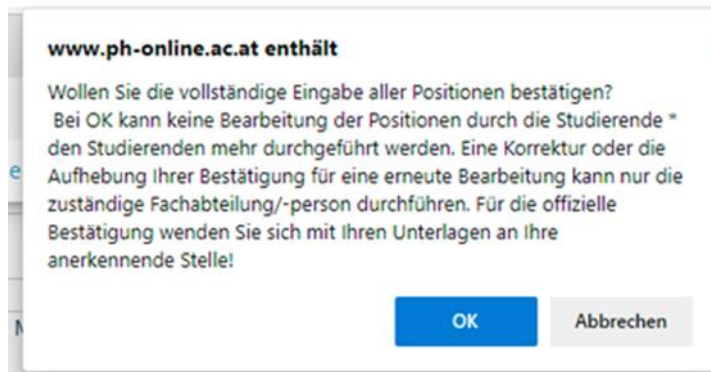 www.ph-online.ac.at enthält
Wollen Sie die vollständige Eingabe aller Positionen bestätigen?
Bei OK kann keine Bearbeitung der Positionen durch die Studierende *
den Studierenden mehr durchgeführt werden. Eine Korrektur oder die
Aufhebung Ihrer Bestätigung für eine erneute Bearbeitung kann nur die
zuständige Fachabteilung/-person durchführen. Für die offizielle
Bestätigung wenden Sie sich mit Ihren Unterlagen an Ihre
anerkennende Stelle!
OK Abbrechen